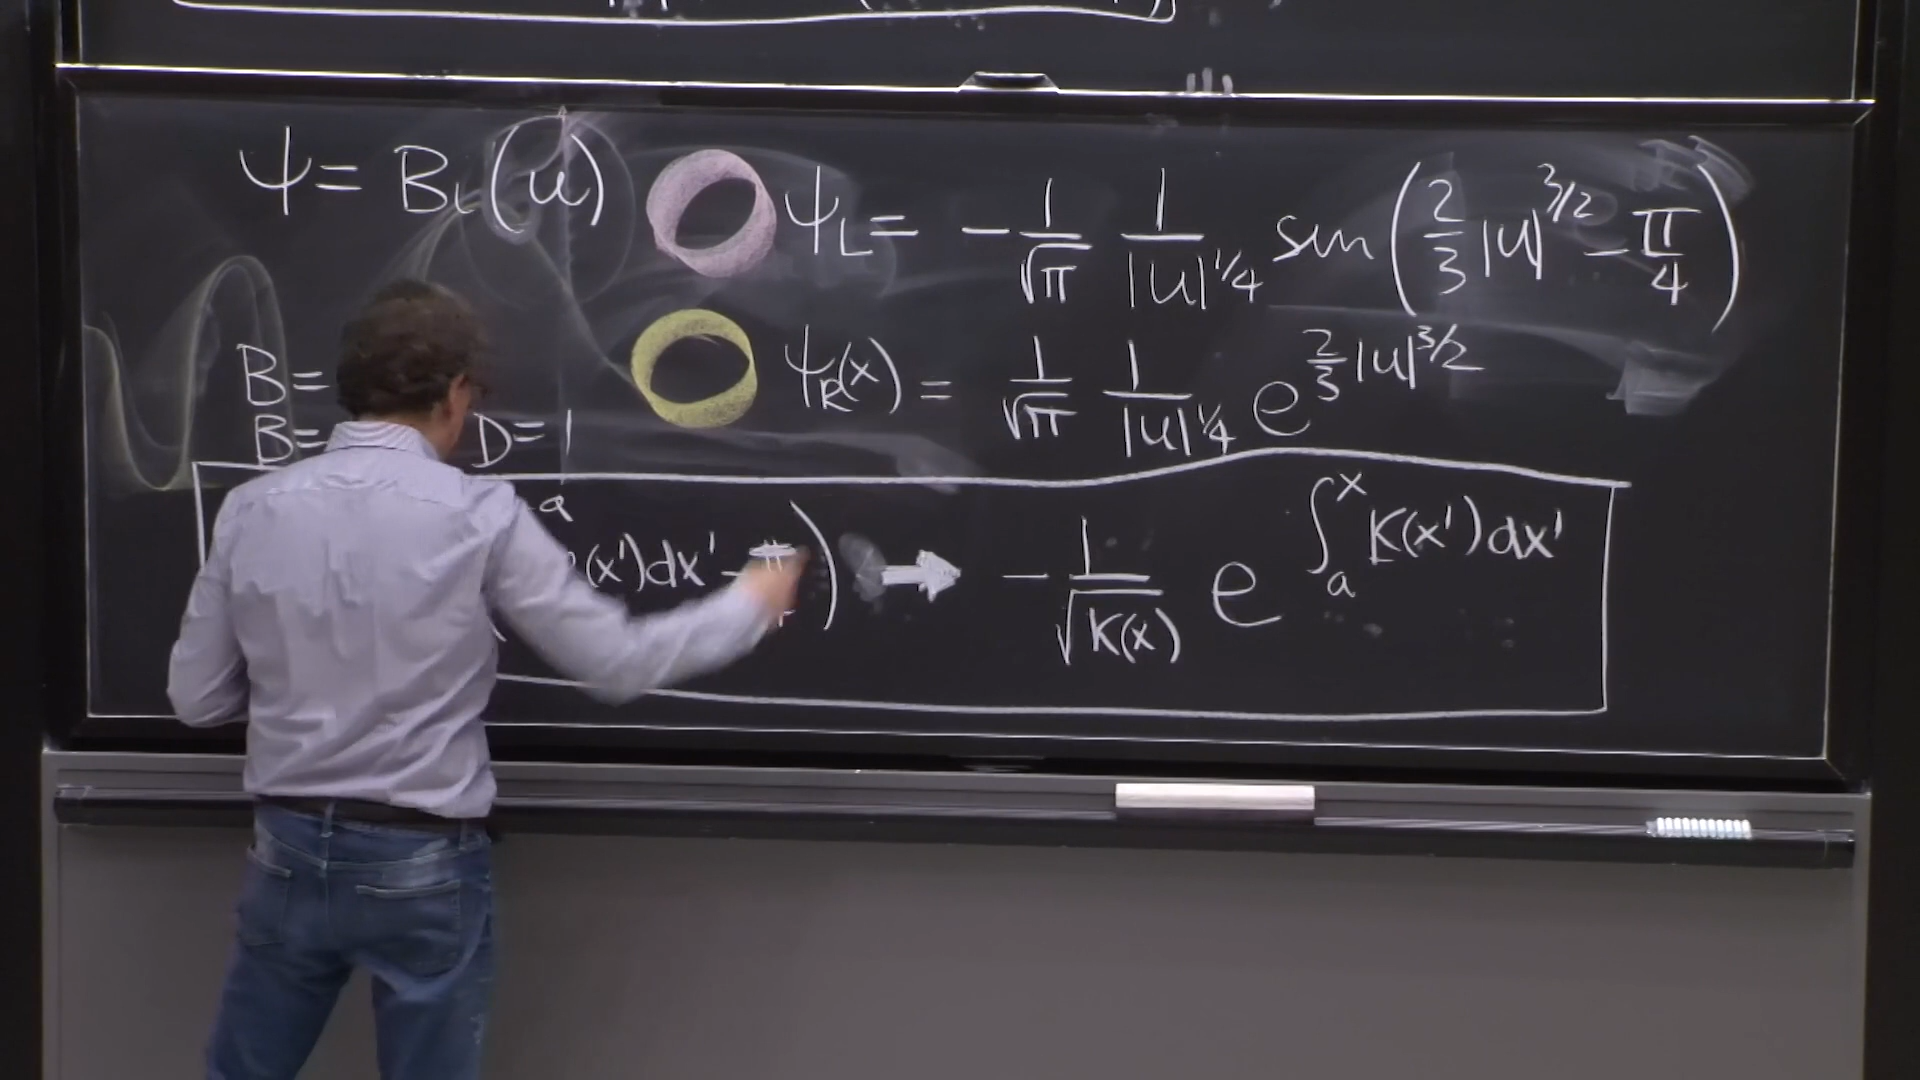 ψ = Bi(u)
ψ_L = - 1/√π 1/|u|^{1/4} sin(2/3 |u|^{3/2} - π/4)
B=
ψ_R(x) = 1/√π 1/|u|^{1/4} e^{2/3 |u|^{3/2}}
B= D=1
a (x')dx' - π ) → - 1/√K(x) e^{∫_a^x K(x')dx'}